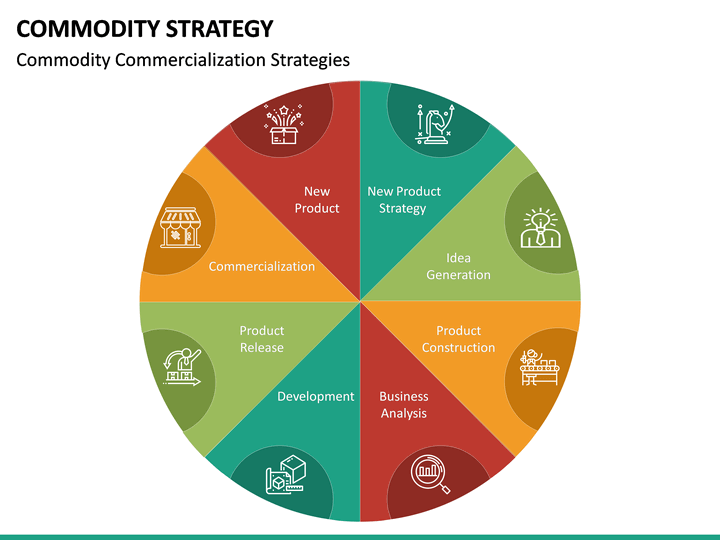 COMMODITY STRATEGY
Commodity Commercialization Strategies
New
Product
New Product
Strategy
Idea
Generation
Product
Construction
Business
Analysis
Development
Product
Release
Commercialization